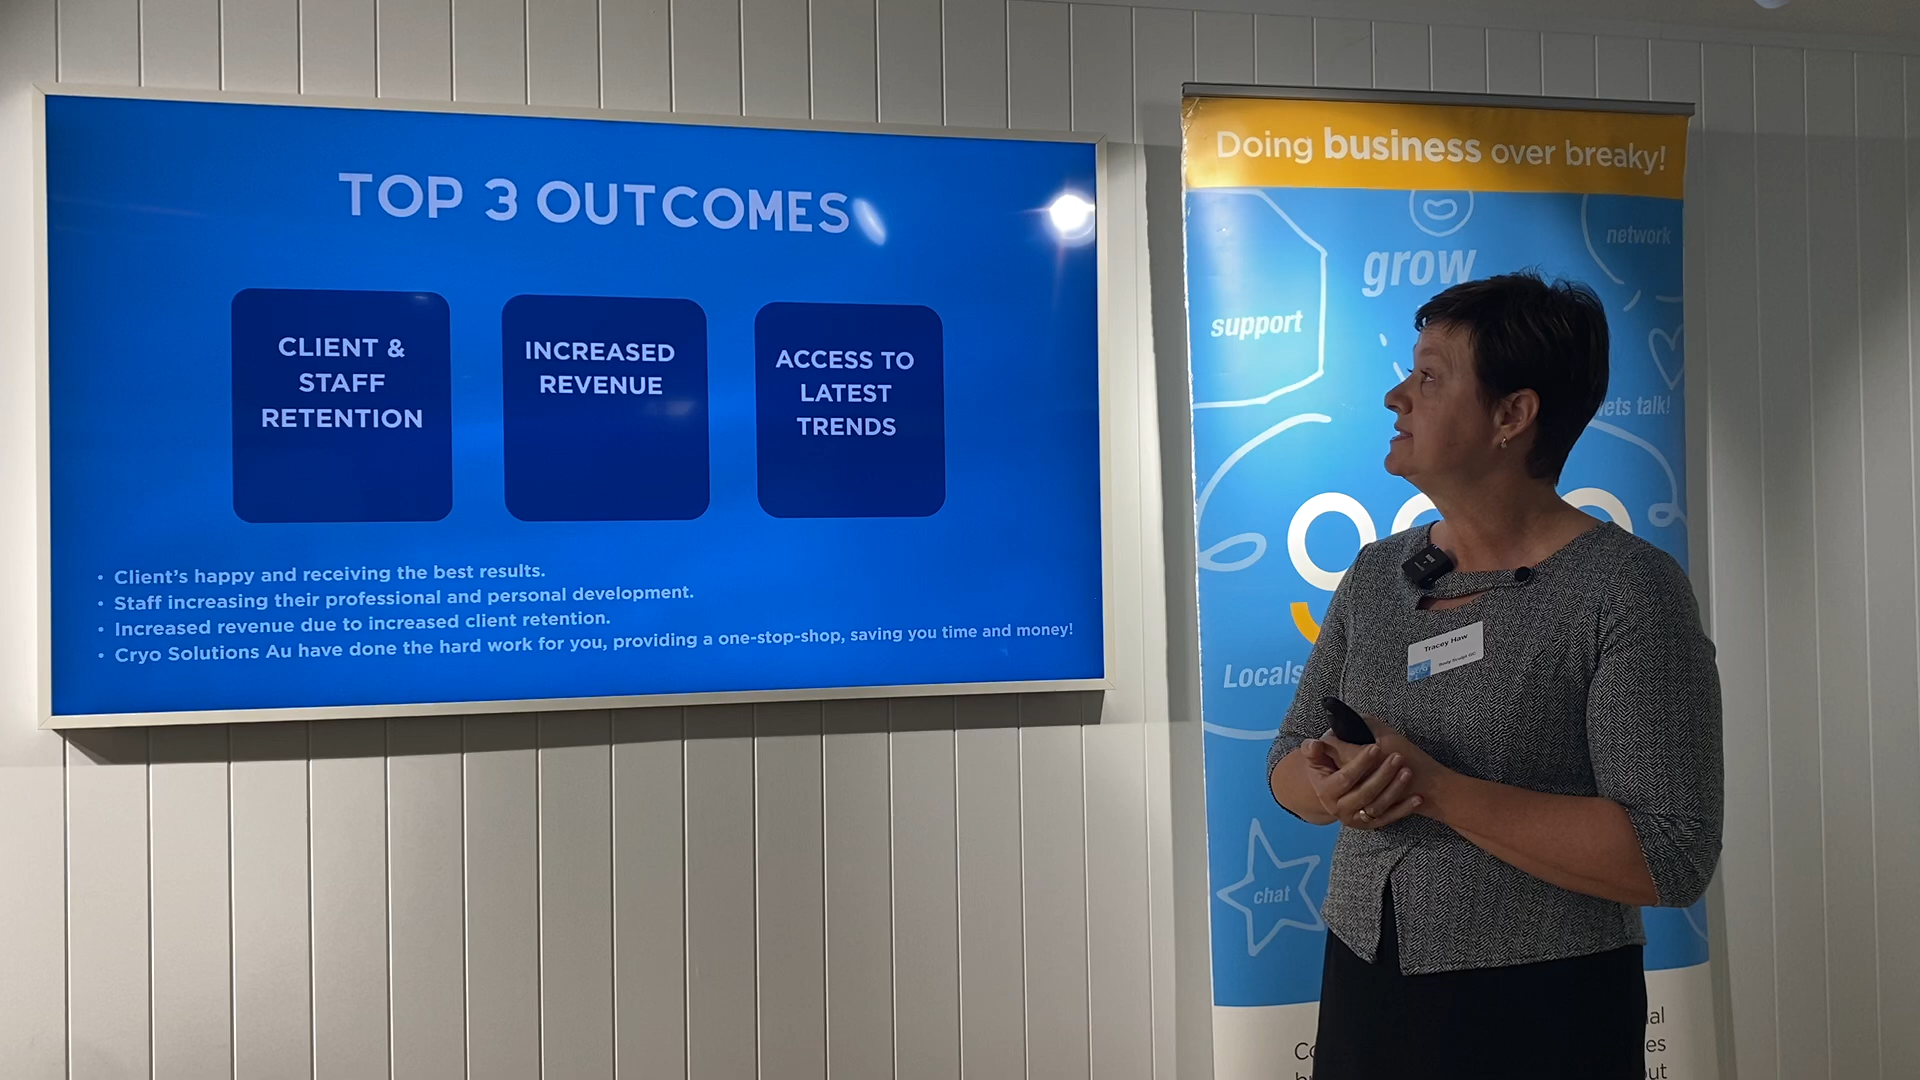 TOP 3 OUTCOMES
CLIENT &
STAFF
RETENTION
INCREASED
REVENUE
ACCESS TO
LATEST
TRENDS
• Client's happy and receiving the best results.
• Staff increasing their professional and personal development.
• Increased revenue due to increased client retention.
• Cryo Solutions Au have done the hard work for you, providing a one-stop-shop, saving you time and money!
Doing business over breaky!
network
grow
support
lets talk!
Locals
chat
Tracey Haw
Body Sculpt GC